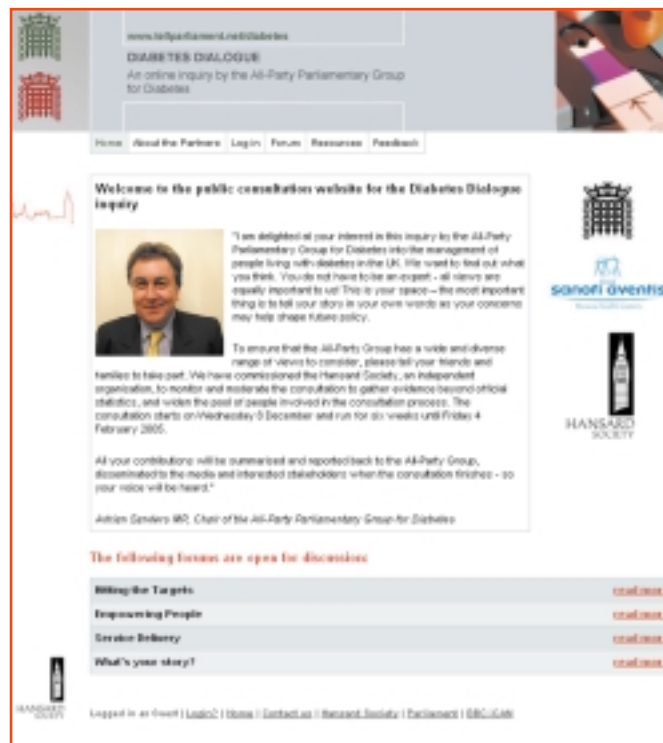 www.tellparliament.net/diabetes
DIABETES DIALOGUE
An online inquiry by the All-Party Parliamentary Group
for Diabetes
Home About the Partners Log in Forum Resources Feedback
Welcome to the public consultation website for the Diabetes Dialogue
inquiry
"I am delighted at your interest in this inquiry by the All-Party
Parliamentary Group for Diabetes into the management of
people living with diabetes in the UK. We want to find out what
you think. You do not have to be an expert - all views are
equally important to us! This is your space – the most important
thing is to tell your story in your own words as your concerns
may help shape future policy.
To ensure that the All-Party Group has a wide and diverse
range of views to consider, please tell your friends and
families to take part. We have commissioned the Hansard Society, an independent
organisation, to monitor and moderate the consultation to gather evidence beyond official
statistics, and widen the pool of people involved in the consultation process. The
consultation starts on Wednesday 8 December and run for six weeks until Friday 4
February 2005.
All your contributions will be summarised and reported back to the All-Party Group,
disseminated to the media and interested stakeholders when the consultation finishes - so
your voice will be heard."
Adrian Sanders MP, Chair of the All-Party Parliamentary Group for Diabetes
sanofi aventis
HANSARD
SOCIETY
The following forums are open for discussion:
Hitting the Targets read more
Empowering People read more
Service Delivery read more
What's your story? read more
HANSARD
SOCIETY
Logged in as Guest | Login? | Home | Contact us | Hansard Society | Parliament | BBC iCAN